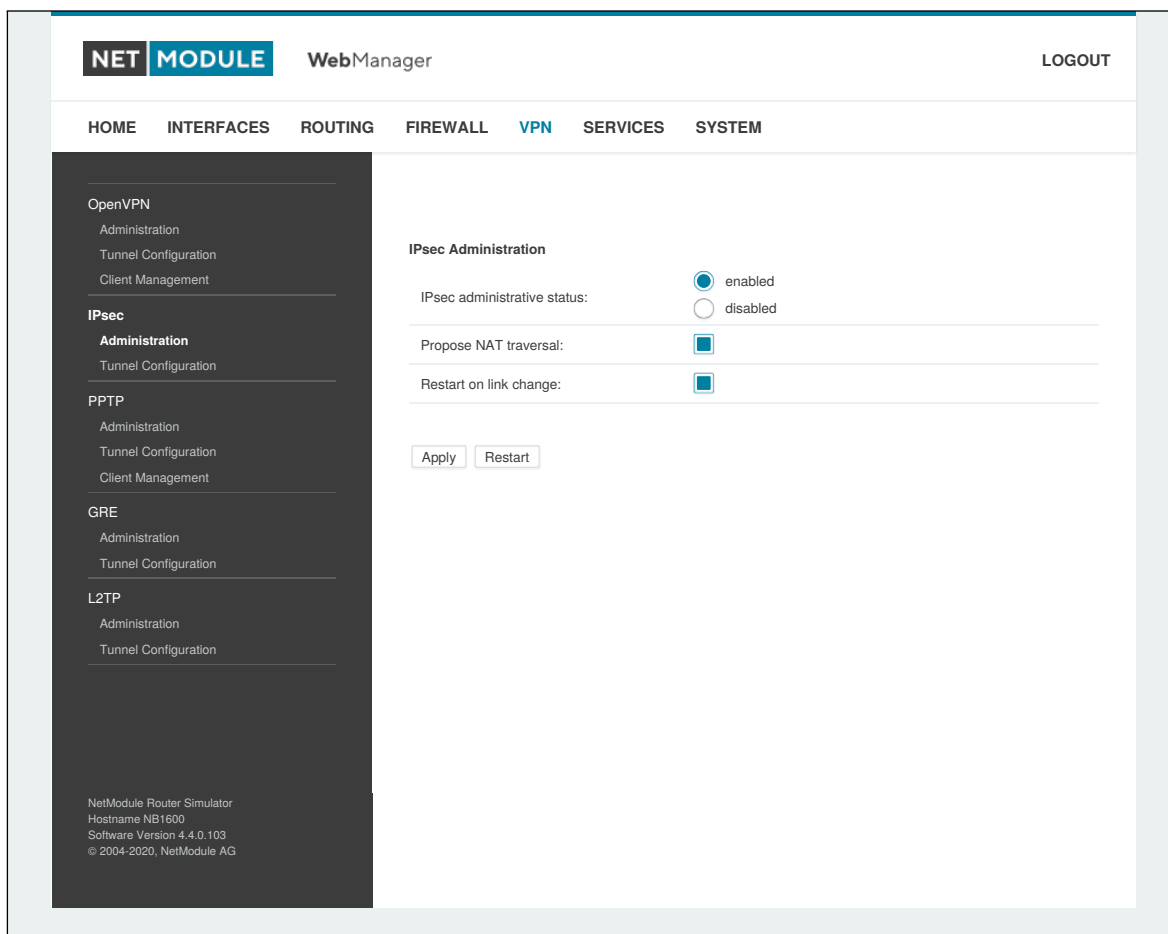 NET MODULE WebManager LOGOUT
HOME INTERFACES ROUTING FIREWALL VPN SERVICES SYSTEM
OpenVPN
Administration
Tunnel Configuration
Client Management
IPsec
Administration
Tunnel Configuration
PPTP
Administration
Tunnel Configuration
Client Management
GRE
Administration
Tunnel Configuration
L2TP
Administration
Tunnel Configuration
NetModule Router Simulator
Hostname NB1600
Software Version 4.4.0.103
© 2004-2020, NetModule AG
IPsec Administration
IPsec administrative status:
enabled
disabled
Propose NAT traversal:
Restart on link change:
Apply Restart